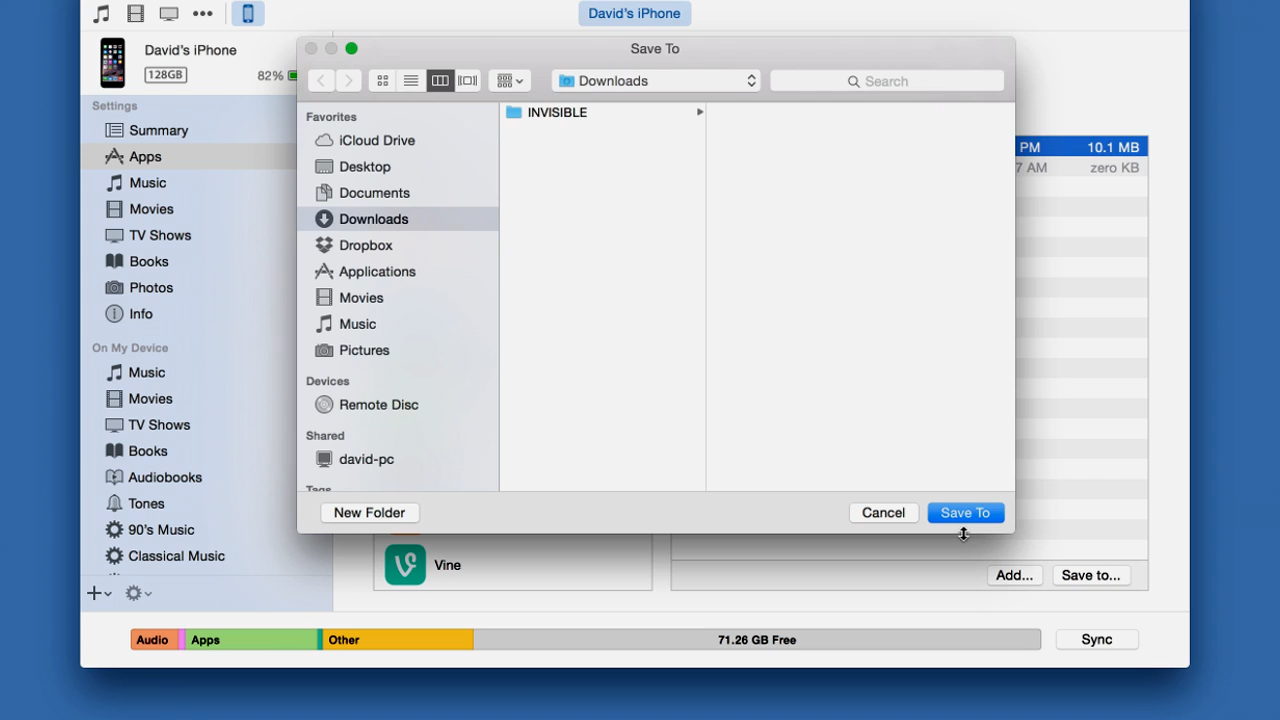 David's iPhone
David's iPhone
128GB
82%
Settings
Summary
Apps
Music
Movies
TV Shows
Books
Photos
Info
On My Device
Music
Movies
TV Shows
Books
Audiobooks
Tones
90's Music
Classical Music
Save To
Downloads
Search
Favorites
iCloud Drive
Desktop
Documents
Downloads
Dropbox
Applications
Movies
Music
Pictures
Devices
Remote Disc
Shared
david-pc
Tags
INVISIBLE
New Folder
Cancel
Save To
PM 10.1 MB
7 AM zero KB
Vine
Add...
Save to...
Audio
Apps
Other
71.26 GB Free
Sync